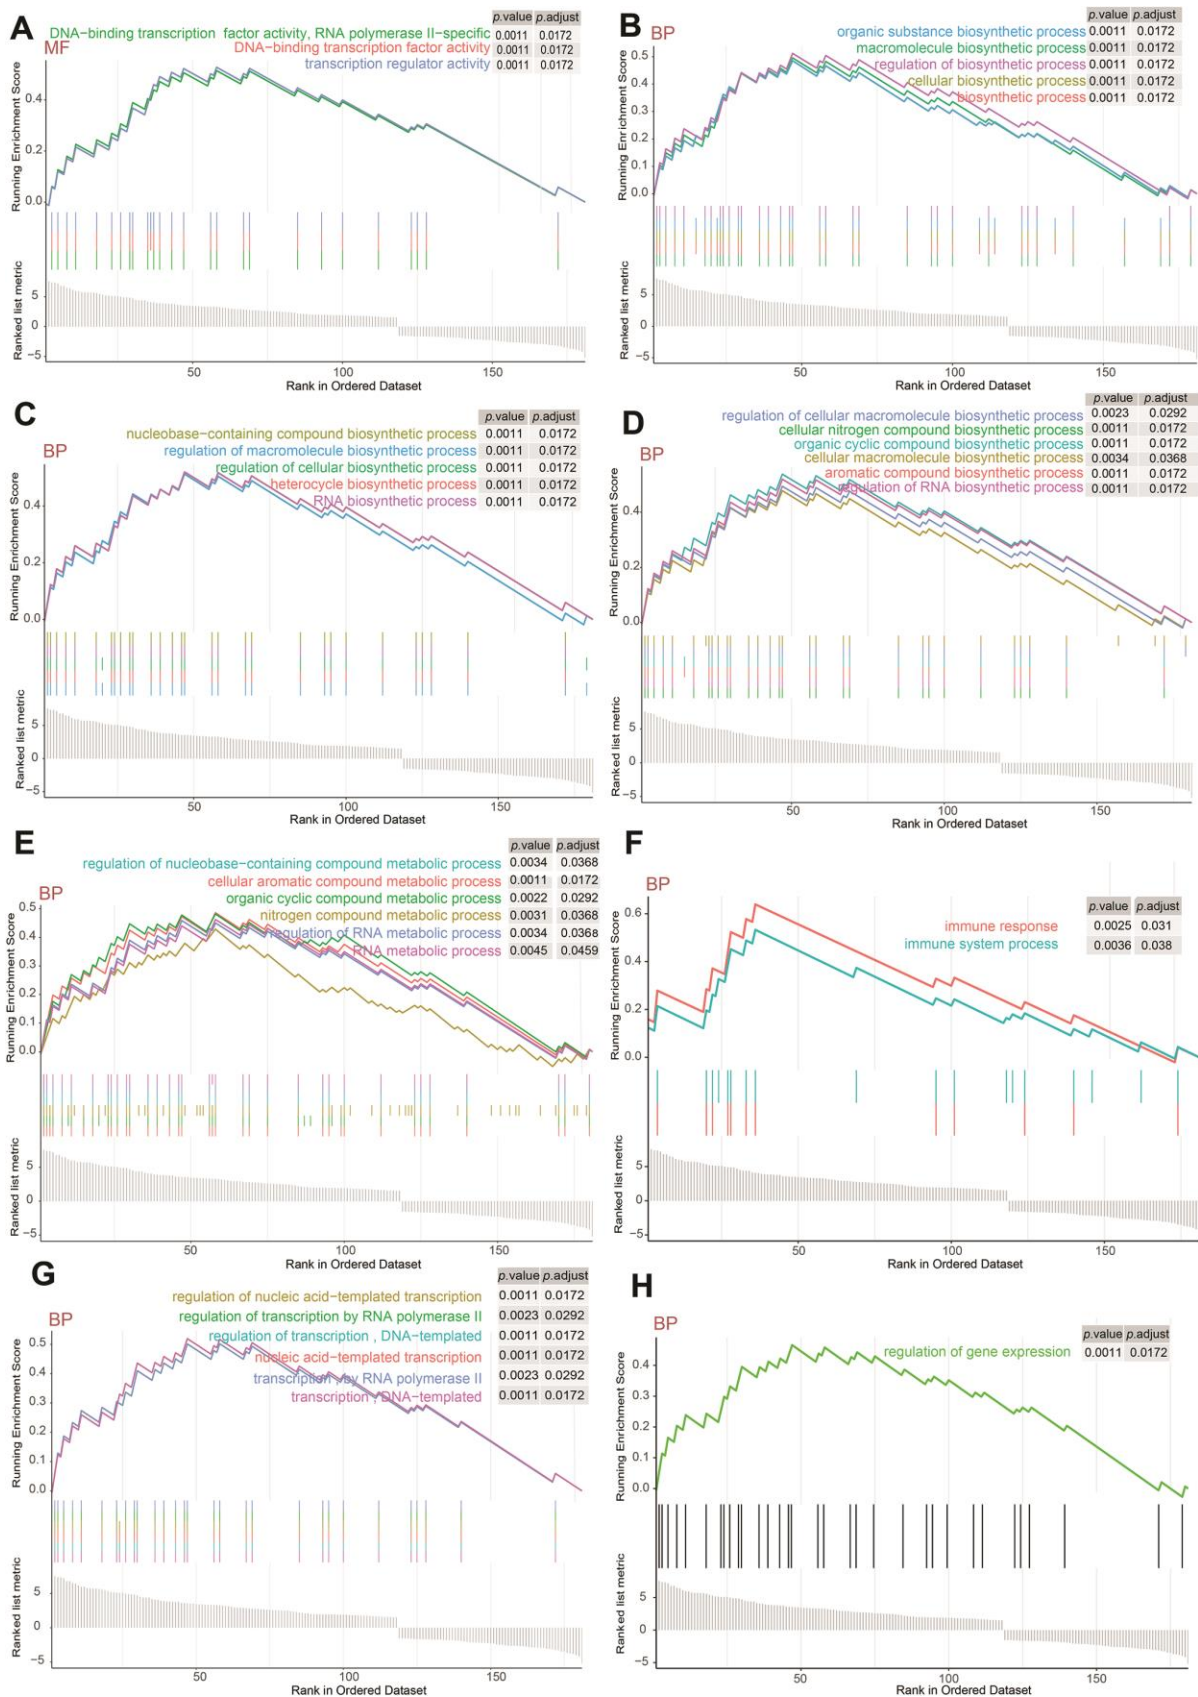 A
MF
p.value p.adjust
DNA−binding transcription factor activity, RNA polymerase II−specific 0.0011 0.0172
DNA−binding transcription factor activity 0.0011 0.0172
transcription regulator activity 0.0011 0.0172
Running Enrichment Score
0.4
0.2
0.0
Ranked list metric
5
0
−5
50 100 150
Rank in Ordered Dataset
B
BP
p.value p.adjust
organic substance biosynthetic process 0.0011 0.0172
macromolecule biosynthetic process 0.0011 0.0172
regulation of biosynthetic process 0.0011 0.0172
cellular biosynthetic process 0.0011 0.0172
biosynthetic process 0.0011 0.0172
Running Enrichment Score
0.5
0.4
0.3
0.2
0.1
0.0
Ranked list metric
5
0
−5
50 100 150
Rank in Ordered Dataset
C
BP
p.value p.adjust
nucleobase−containing compound biosynthetic process 0.0011 0.0172
regulation of macromolecule biosynthetic process 0.0011 0.0172
regulation of cellular biosynthetic process 0.0011 0.0172
heterocycle biosynthetic process 0.0011 0.0172
RNA biosynthetic process 0.0011 0.0172
Running Enrichment Score
0.4
0.2
0.0
Ranked list metric
5
0
−5
50 100 150
Rank in Ordered Dataset
D
BP
p.value p.adjust
regulation of cellular macromolecule biosynthetic process 0.0023 0.0292
cellular nitrogen compound biosynthetic process 0.0011 0.0172
organic cyclic compound biosynthetic process 0.0011 0.0172
cellular macromolecule biosynthetic process 0.0034 0.0368
aromatic compound biosynthetic process 0.0011 0.0172
regulation of RNA biosynthetic process 0.0011 0.0172
Running Enrichment Score
0.4
0.2
0.0
Ranked list metric
5
0
−5
50 100 150
Rank in Ordered Dataset
E
BP
p.value p.adjust
regulation of nucleobase−containing compound metabolic process 0.0034 0.0368
cellular aromatic compound metabolic process 0.0011 0.0172
organic cyclic compound metabolic process 0.0022 0.0292
nitrogen compound metabolic process 0.0031 0.0368
regulation of RNA metabolic process 0.0034 0.0368
RNA metabolic process 0.0045 0.0459
Running Enrichment Score
0.5
0.4
0.3
0.2
0.1
0.0
Ranked list metric
5
0
−5
50 100 150
Rank in Ordered Dataset
F
BP
p.value p.adjust
immune response 0.0025 0.031
immune system process 0.0036 0.038
Running Enrichment Score
0.6
0.4
0.2
0.0
Ranked list metric
5
0
−5
50 100 150
Rank in Ordered Dataset
G
BP
p.value p.adjust
regulation of nucleic acid−templated transcription 0.0011 0.0172
regulation of transcription by RNA polymerase II 0.0023 0.0292
regulation of transcription , DNA−templated 0.0011 0.0172
nucleic acid−templated transcription 0.0011 0.0172
transcription by RNA polymerase II 0.0023 0.0292
transcription , DNA−templated 0.0011 0.0172
Running Enrichment Score
0.5
0.4
0.3
0.2
0.1
0.0
Ranked list metric
5
0
−5
50 100 150
Rank in Ordered Dataset
H
BP
p.value p.adjust
regulation of gene expression 0.0011 0.0172
Running Enrichment Score
0.4
0.3
0.2
0.1
0.0
Ranked list metric
5
0
−5
50 100 150
Rank in Ordered Dataset